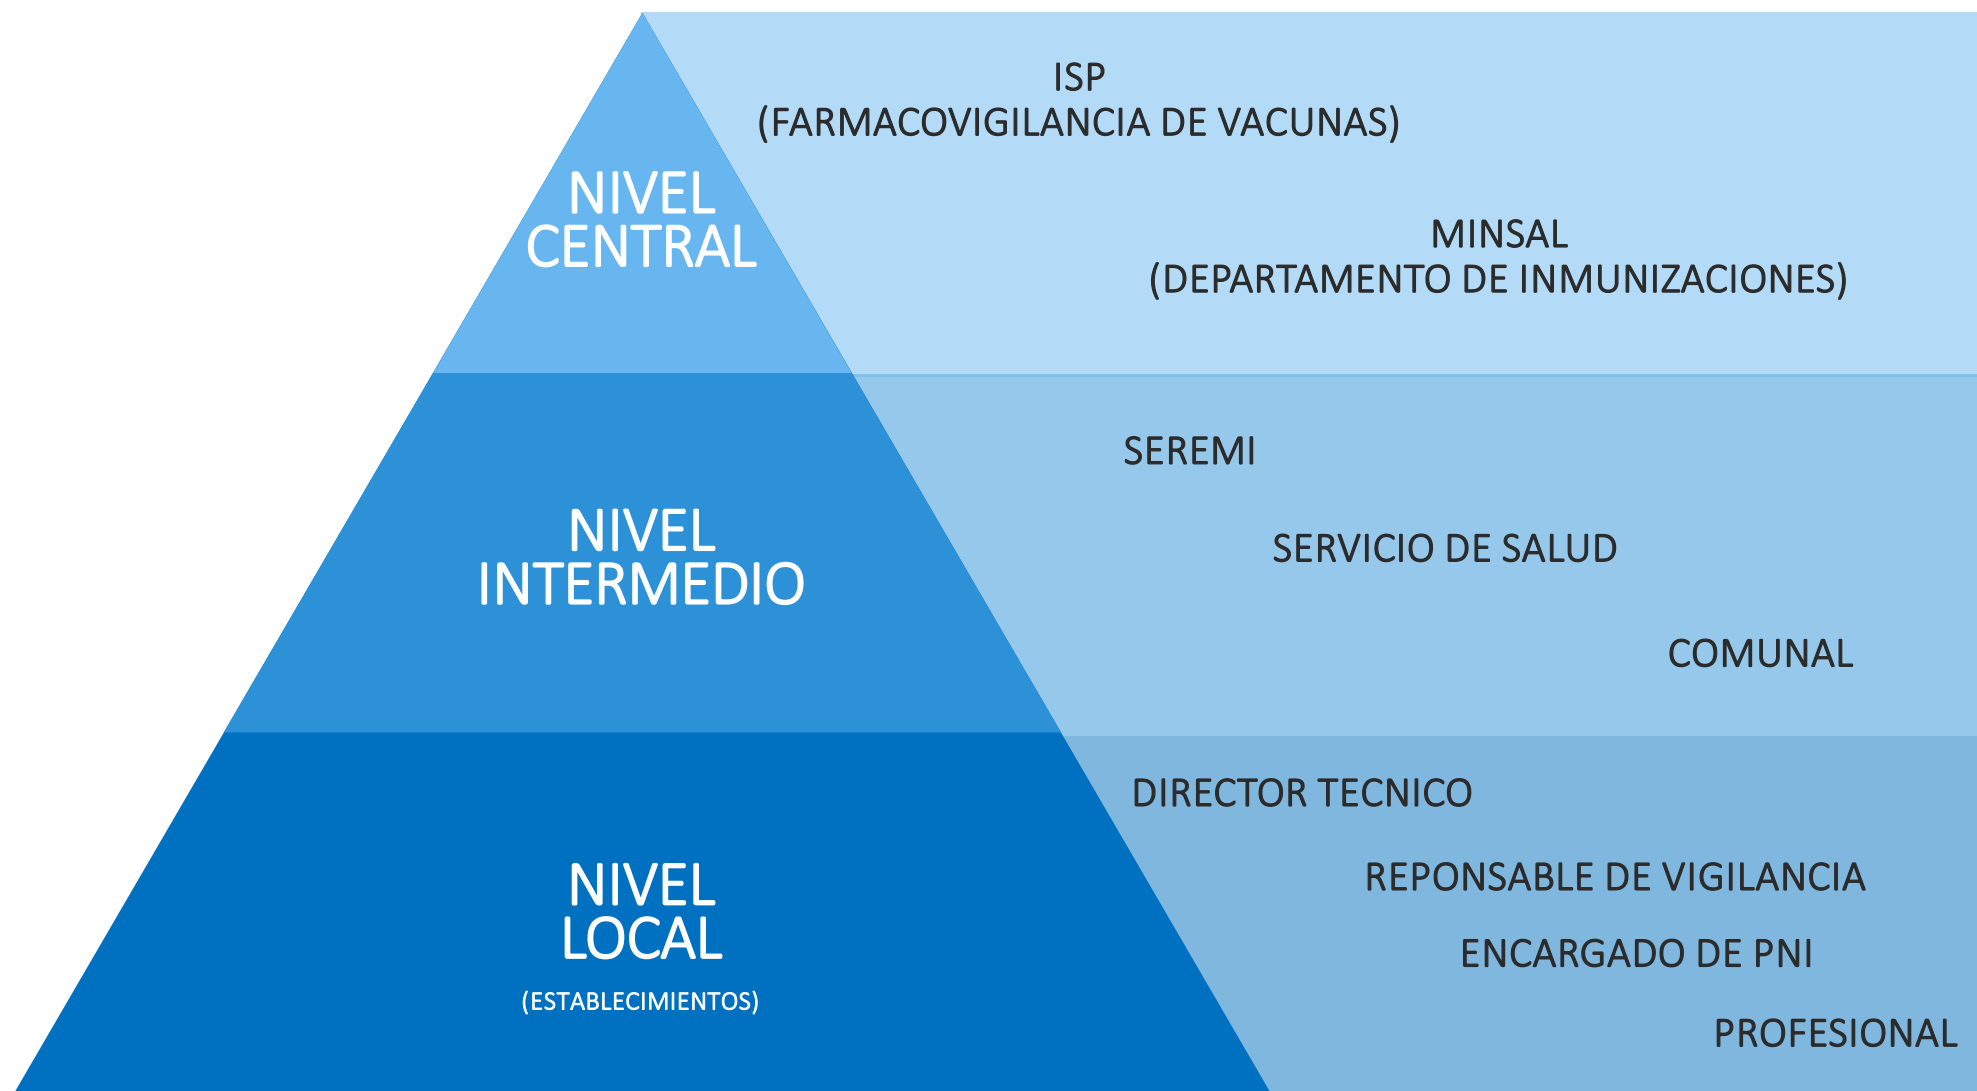 NIVEL
CENTRAL
ISP
(FARMACOVIGILANCIA DE VACUNAS)
MINSAL
(DEPARTAMENTO DE INMUNIZACIONES)
NIVEL
INTERMEDIO
SEREMI
SERVICIO DE SALUD
COMUNAL
NIVEL
LOCAL
(ESTABLECIMIENTOS)
DIRECTOR TECNICO
REPONSABLE DE VIGILANCIA
ENCARGADO DE PNI
PROFESIONAL